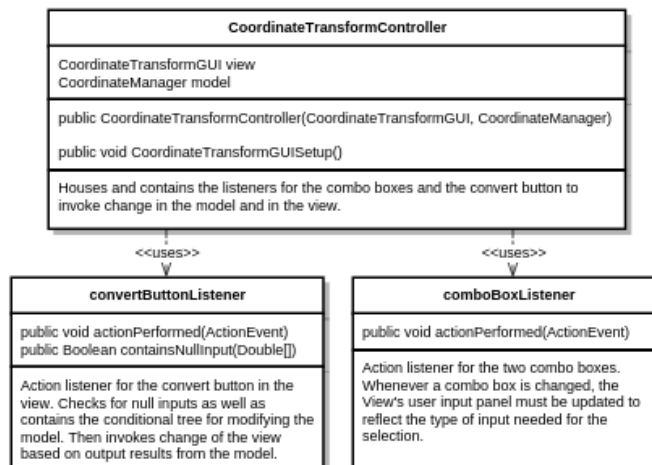 CoordinateTransformController
CoordinateTransformGUI view
CoordinateManager model
public CoordinateTransformController(CoordinateTransformGUI, CoordinateManager)
public void CoordinateTransformGUISetup()
Houses and contains the listeners for the combo boxes and the convert button to
invoke change in the model and in the view.
<<uses>>
<<uses>>
convertButtonListener
public void actionPerformed(ActionEvent)
public Boolean containsNullInput(Double[])
Action listener for the convert button in the
view. Checks for null inputs as well as
contains the conditional tree for modifying the
model. Then invokes change of the view
based on output results from the model.
comboBoxListener
public void actionPerformed(ActionEvent)
Action listener for the two combo boxes.
Whenever a combo box is changed, the
View's user input panel must be updated to
reflect the type of input needed for the
selection.